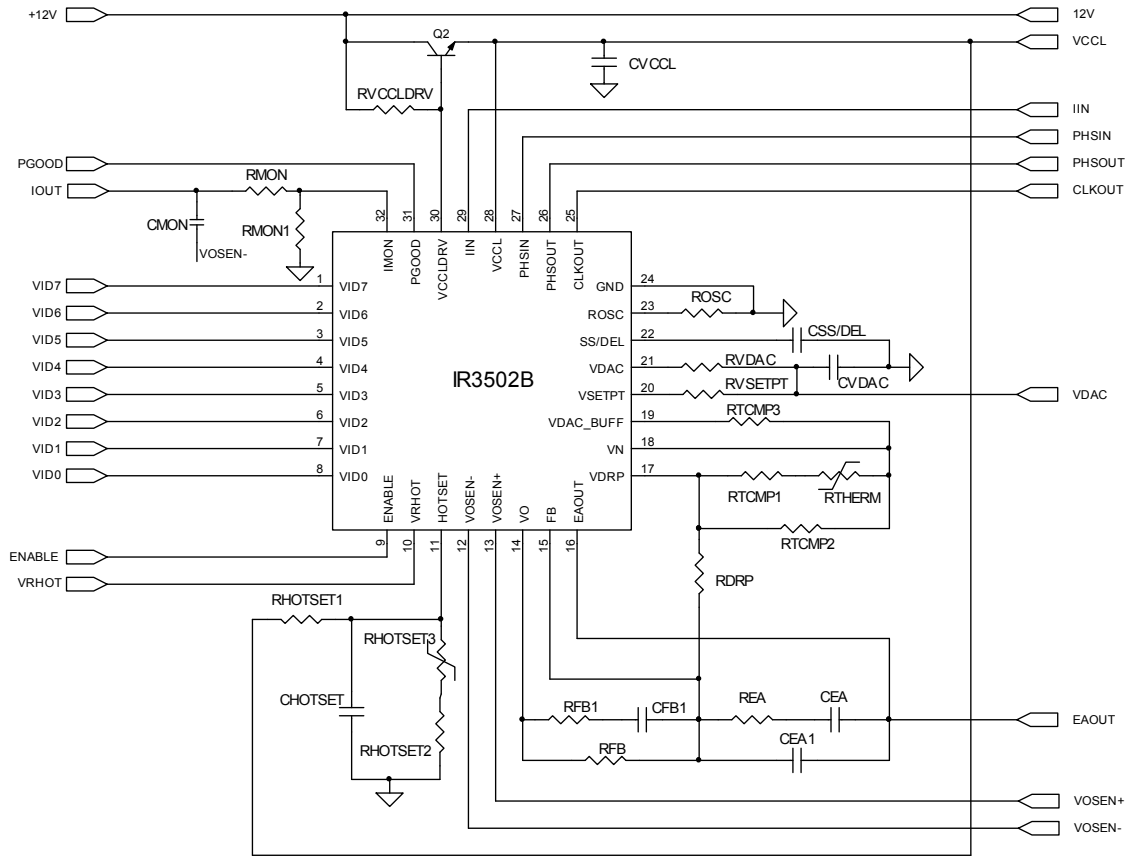 +12V
12V
Q2
VCCL
CVCCL
RVCCLDRV
IIN
PHSIN
PGOOD
PHSOUT
IOUT
RMON
CLKOUT
CMON
RMON1
VOSEN-
32
31
30
29
28
27
26
25
IMON
PGOOD
VCCLDRV
IIN
VCCL
PHSIN
PHSOUT
CLKOUT
VID7
1
VID7
GND
24
VID6
2
VID6
ROSC
23
ROSC
VID5
3
VID5
SS/DEL
22
CSS/DEL
VID4
4
VID4
VDAC
21
RVDAC
CVDAC
IR3502B
VID3
5
VID3
VSETPT
20
RVSETPT
VDAC
VID2
6
VID2
VDAC_BUFF
19
RTCMP3
VID1
7
VID1
VN
18
VID0
8
VID0
VDRP
17
RTCMP1
RTHERM
RTCMP2
ENABLE
VRHOT
HOTSET
VOSEN-
VOSEN+
VO
FB
EAOUT
9
10
11
12
13
14
15
16
ENABLE
VRHOT
RDRP
RHOTSET1
RHOTSET3
CHOTSET
RHOTSET2
RFB1
CFB1
REA
CEA
EAOUT
RFB
CEA1
VOSEN+
VOSEN-